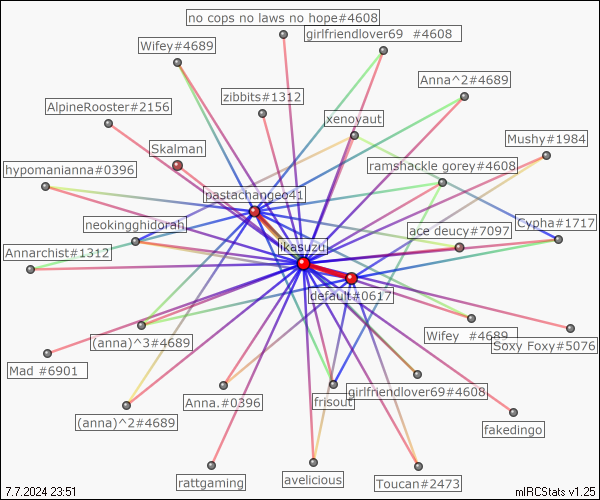 no cops no laws no hope#4608
girlfriendlover69 #4608
Wifey#4689
Anna^2#4689
zibbits#1312
AlpineRooster#2156
xenoyaut
Mushy#1984
Skalman
hypomanianna#0396
ramshackle gorey#4608
pastachangeo41
neokingghidorah
ace deucy#7097
Cypha#1717
Annarchist#1312
likasuzd
default#0617
(anna)^3#4689
Wifey #4689
Soxy Foxy#5076
Mad #6901
Anna.#0396
frisout
girlfriendlover69#4608
(anna)^2#4689
fakedingo
rattgaming
avelicious
Toucan#2473
7.7.2024 23:51
mIRCStats v1.25